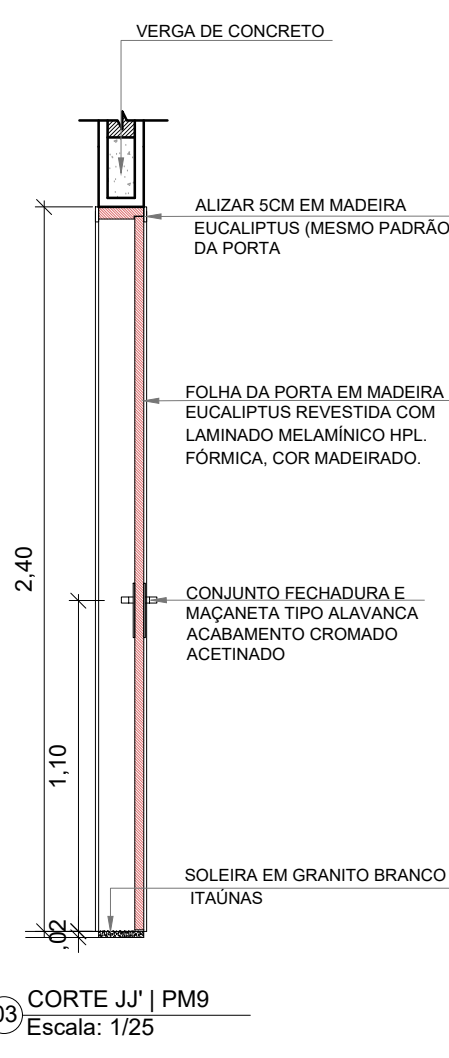 VERGA DE CONCRETO
ALIZAR 5CM EM MADEIRA
EUCALIPTUS (MESMO PADRÃO
DA PORTA
FOLHA DA PORTA EM MADEIRA
EUCALIPTUS REVESTIDA COM
LAMINADO MELAMÍNICO HPL.
FÓRMICA, COR MADEIRADO.
2,40
CONJUNTO FECHADURA E
MAÇANETA TIPO ALAVANCA
ACABAMENTO CROMADO
ACETINADO
1,10
SOLEIRA EM GRANITO BRANCO
ITAÚNAS
,02
03 CORTE JJ' | PM9
Escala: 1/25